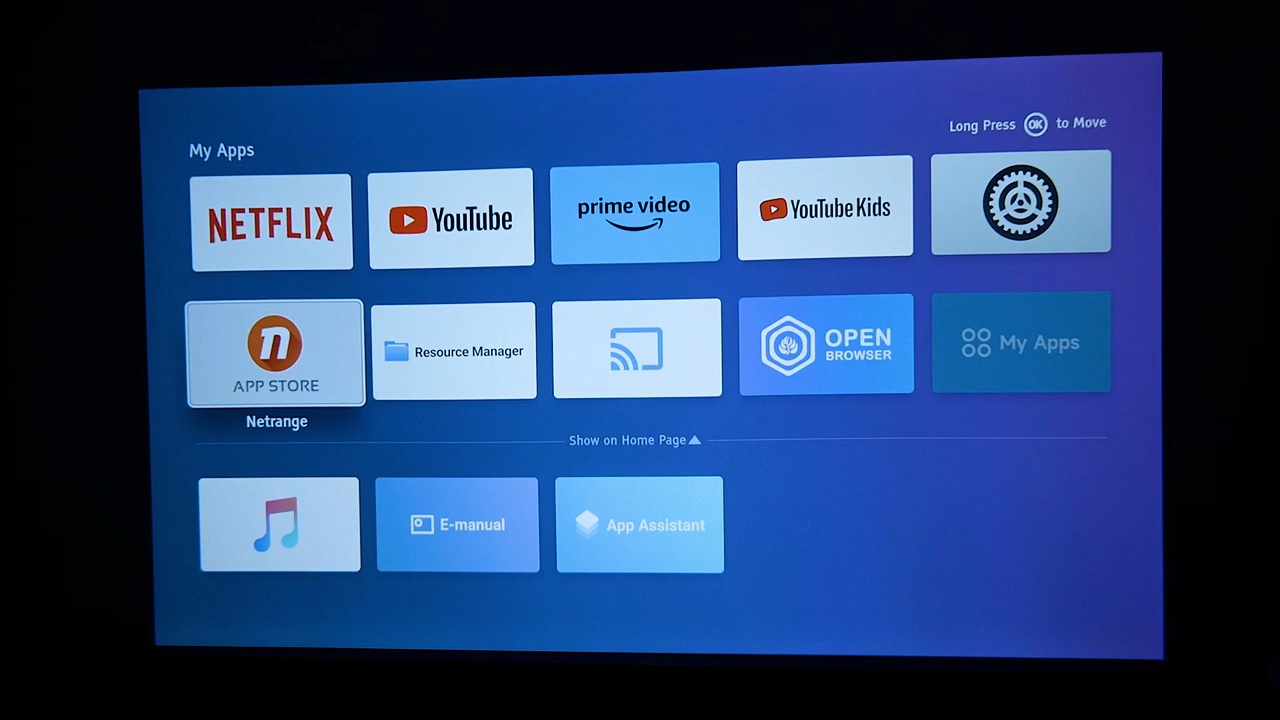 My Apps
Long Press OK to Move
NETFLIX
YouTube
prime video
YouTube Kids
n
APP STORE
Netrange
Resource Manager
OPEN
BROWSER
My Apps
Show on Home Page
E-manual
App Assistant